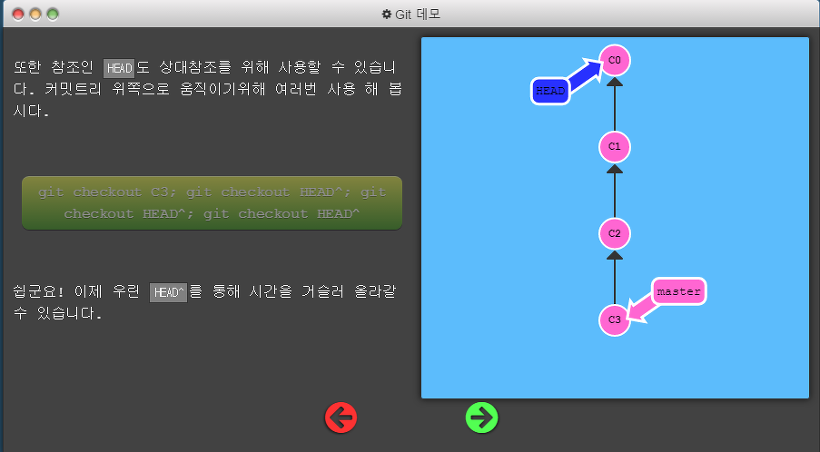 Git 데모
또한 참조인 HEAD도 상대참조를 위해 사용할 수 있습니
다. 커밋트리 위쪽으로 움직이기위해 여러번 사용 해 봅
시다.
git checkout C3; git checkout HEAD^; git
checkout HEAD^; git checkout HEAD^
쉽군요! 이제 우린 HEAD^를 통해 시간을 거슬러 올라갈
수 있습니다.
C0
HEAD
C1
C2
master
C3